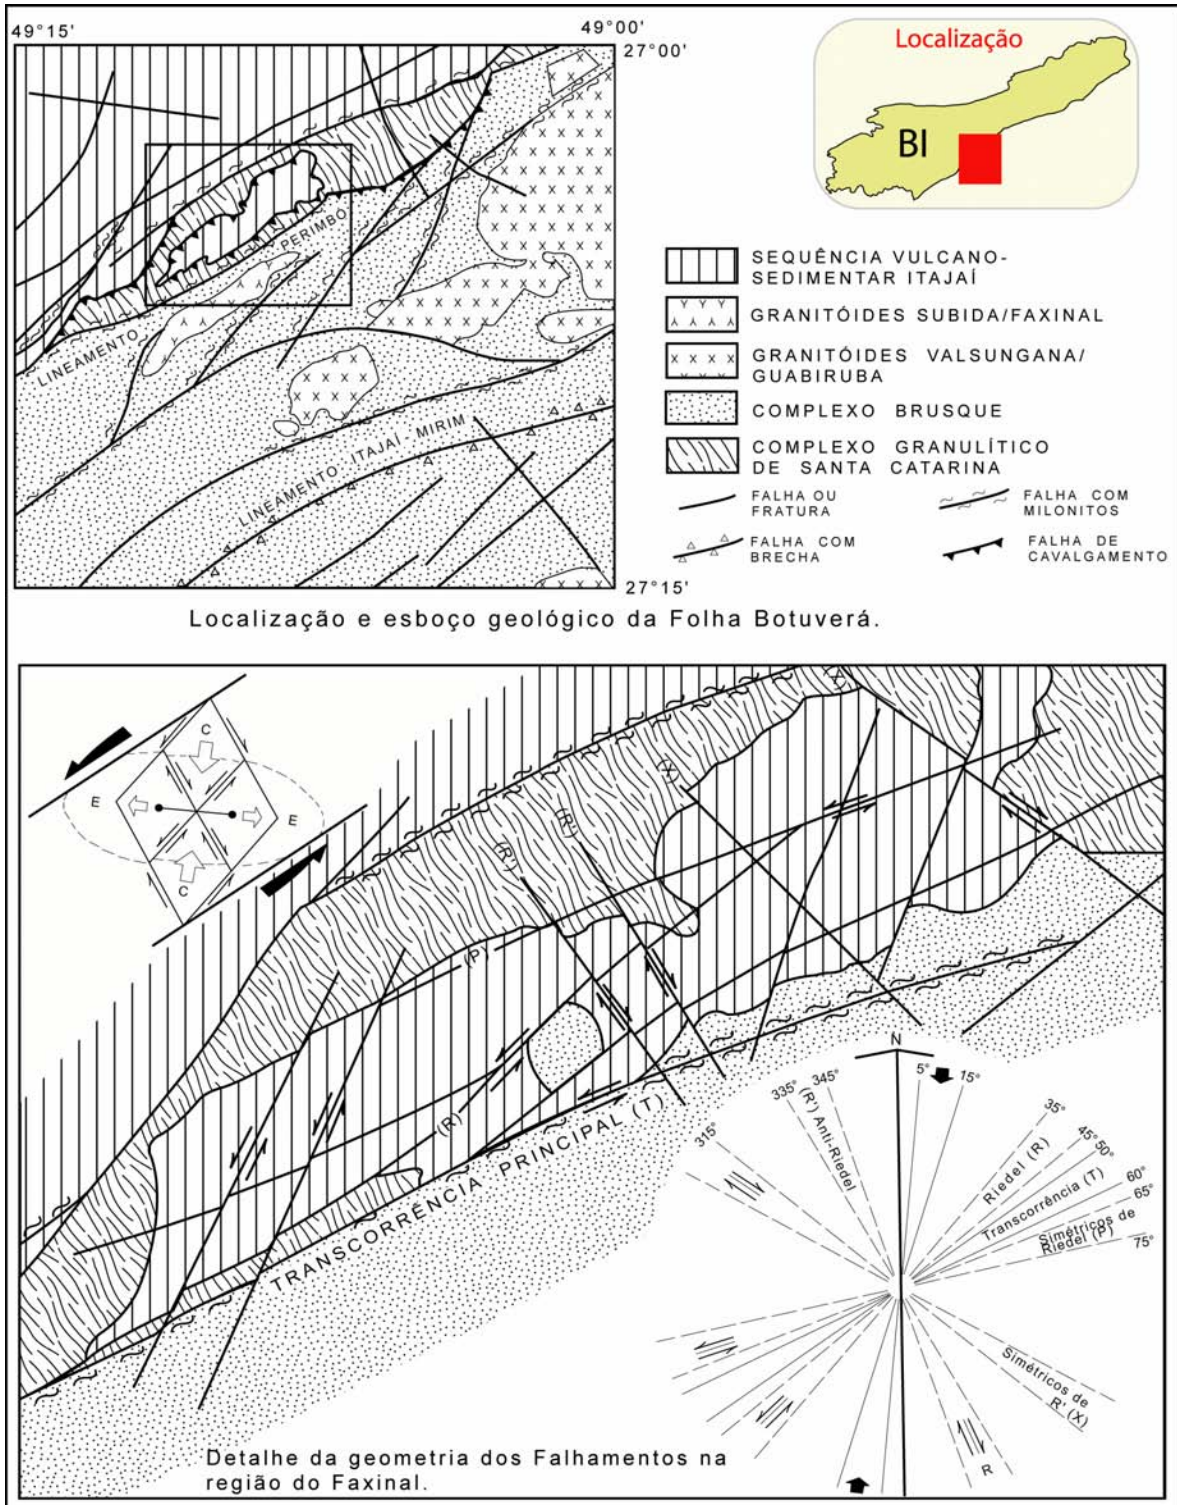 49°15'
49°00'
27°00'
LINEAMENTO
PERIMBÓ
LINEAMENTO ITAJAÍ-MIRIM
27°15'
Localização
BI
SEQUÊNCIA VULCANO-
SEDIMENTAR ITAJAÍ
GRANITÓIDES SUBIDA/FAXINAL
GRANITÓIDES VALSUNGANA/
GUABIRUBA
COMPLEXO BRUSQUE
COMPLEXO GRANULÍTICO
DE SANTA CATARINA
FALHA OU
FRATURA
FALHA COM
MILONITOS
FALHA COM
BRECHA
FALHA DE
CAVALGAMENTO
Localização e esboço geológico da Folha Botuverá.
C
E
E
C
(X)
(X)
(R')
(R')
(P)
(R)
TRANSCORRÊNCIA PRINCIPAL (T)
N
5°
15°
345°
335°
315°
35°
45°
50°
60°
65°
75°
(R') Anti-Riedel
Riedel (R)
Transcorrência (T)
Simétricos de
Riedel (P)
Simétricos de
R' (X)
R
Detalhe da geometria dos Falhamentos na
região do Faxinal.